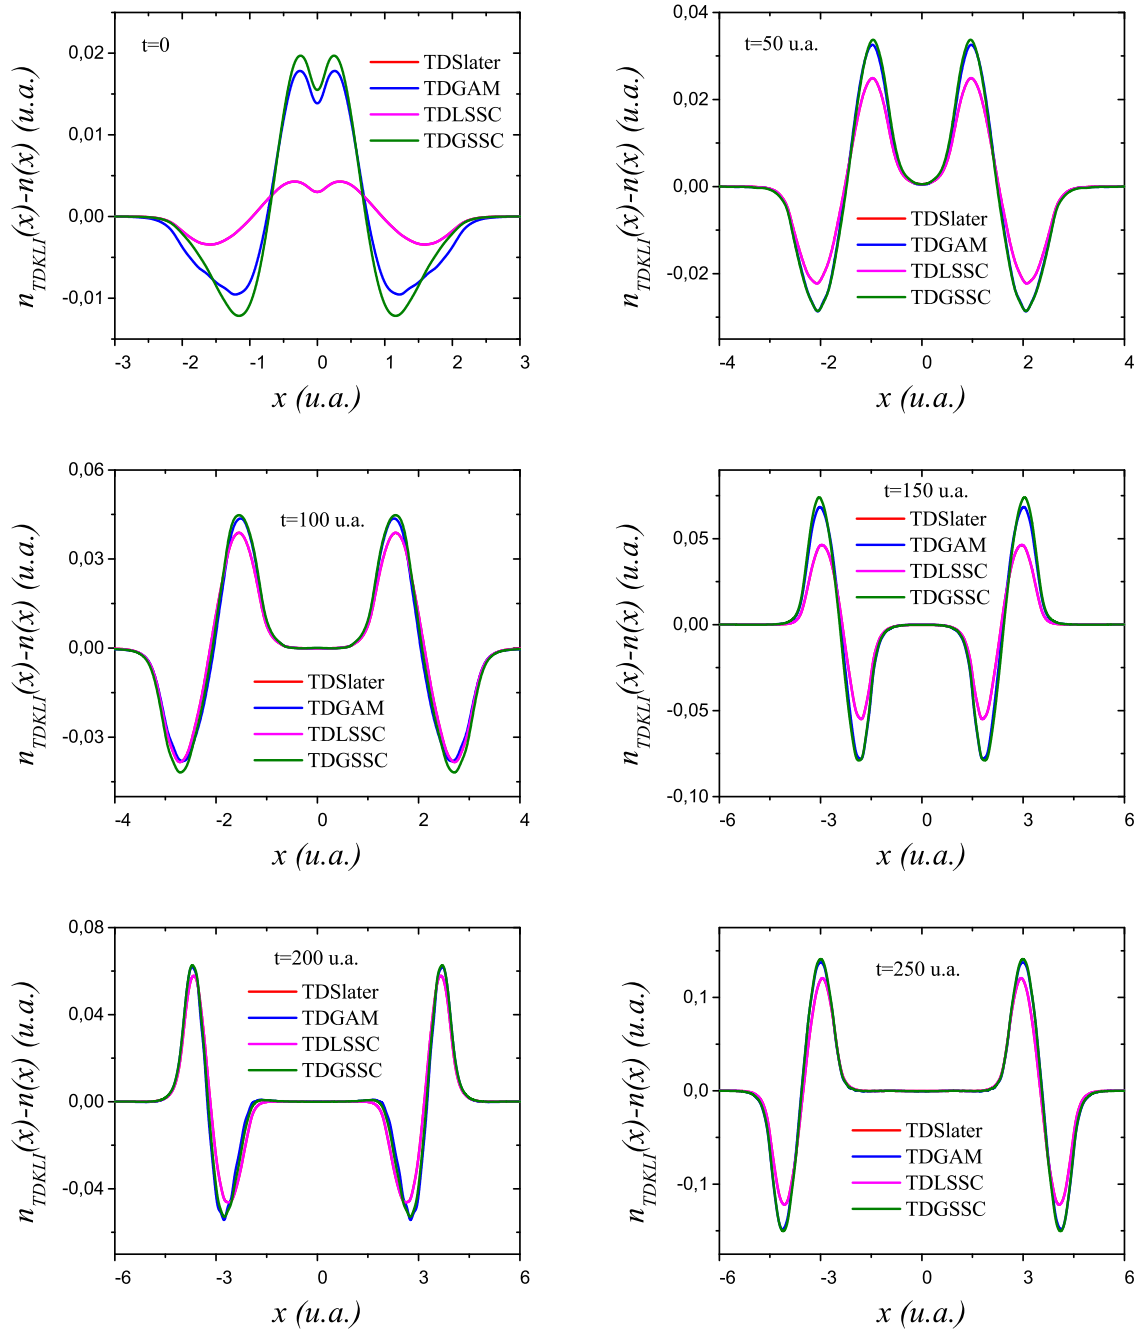 t=0
TDSlater
TDGAM
TDLSSC
TDGSSC
0,02
0,01
0,00
-0,01
-3 -2 -1 0 1 2 3
x (u.a.)
n_TDKLI(x)-n(x) (u.a.)
t=50 u.a.
TDSlater
TDGAM
TDLSSC
TDGSSC
0,04
0,02
0,00
-0,02
-4 -2 0 2 4
x (u.a.)
n_TDKLI(x)-n(x) (u.a.)
t=100 u.a.
TDSlater
TDGAM
TDLSSC
TDGSSC
0,06
0,03
0,00
-0,03
-4 -2 0 2 4
x (u.a.)
n_TDKLI(x)-n(x) (u.a.)
t=150 u.a.
TDSlater
TDGAM
TDLSSC
TDGSSC
0,05
0,00
-0,05
-0,10
-6 -3 0 3 6
x (u.a.)
n_TDKLI(x)-n(x) (u.a.)
t=200 u.a.
TDSlater
TDGAM
TDLSSC
TDGSSC
0,08
0,04
0,00
-0,04
-6 -3 0 3 6
x (u.a.)
n_TDKLI(x)-n(x) (u.a.)
t=250 u.a.
TDSlater
TDGAM
TDLSSC
TDGSSC
0,1
0,0
-0,1
-6 -3 0 3 6
x (u.a.)
n_TDKLI(x)-n(x) (u.a.)